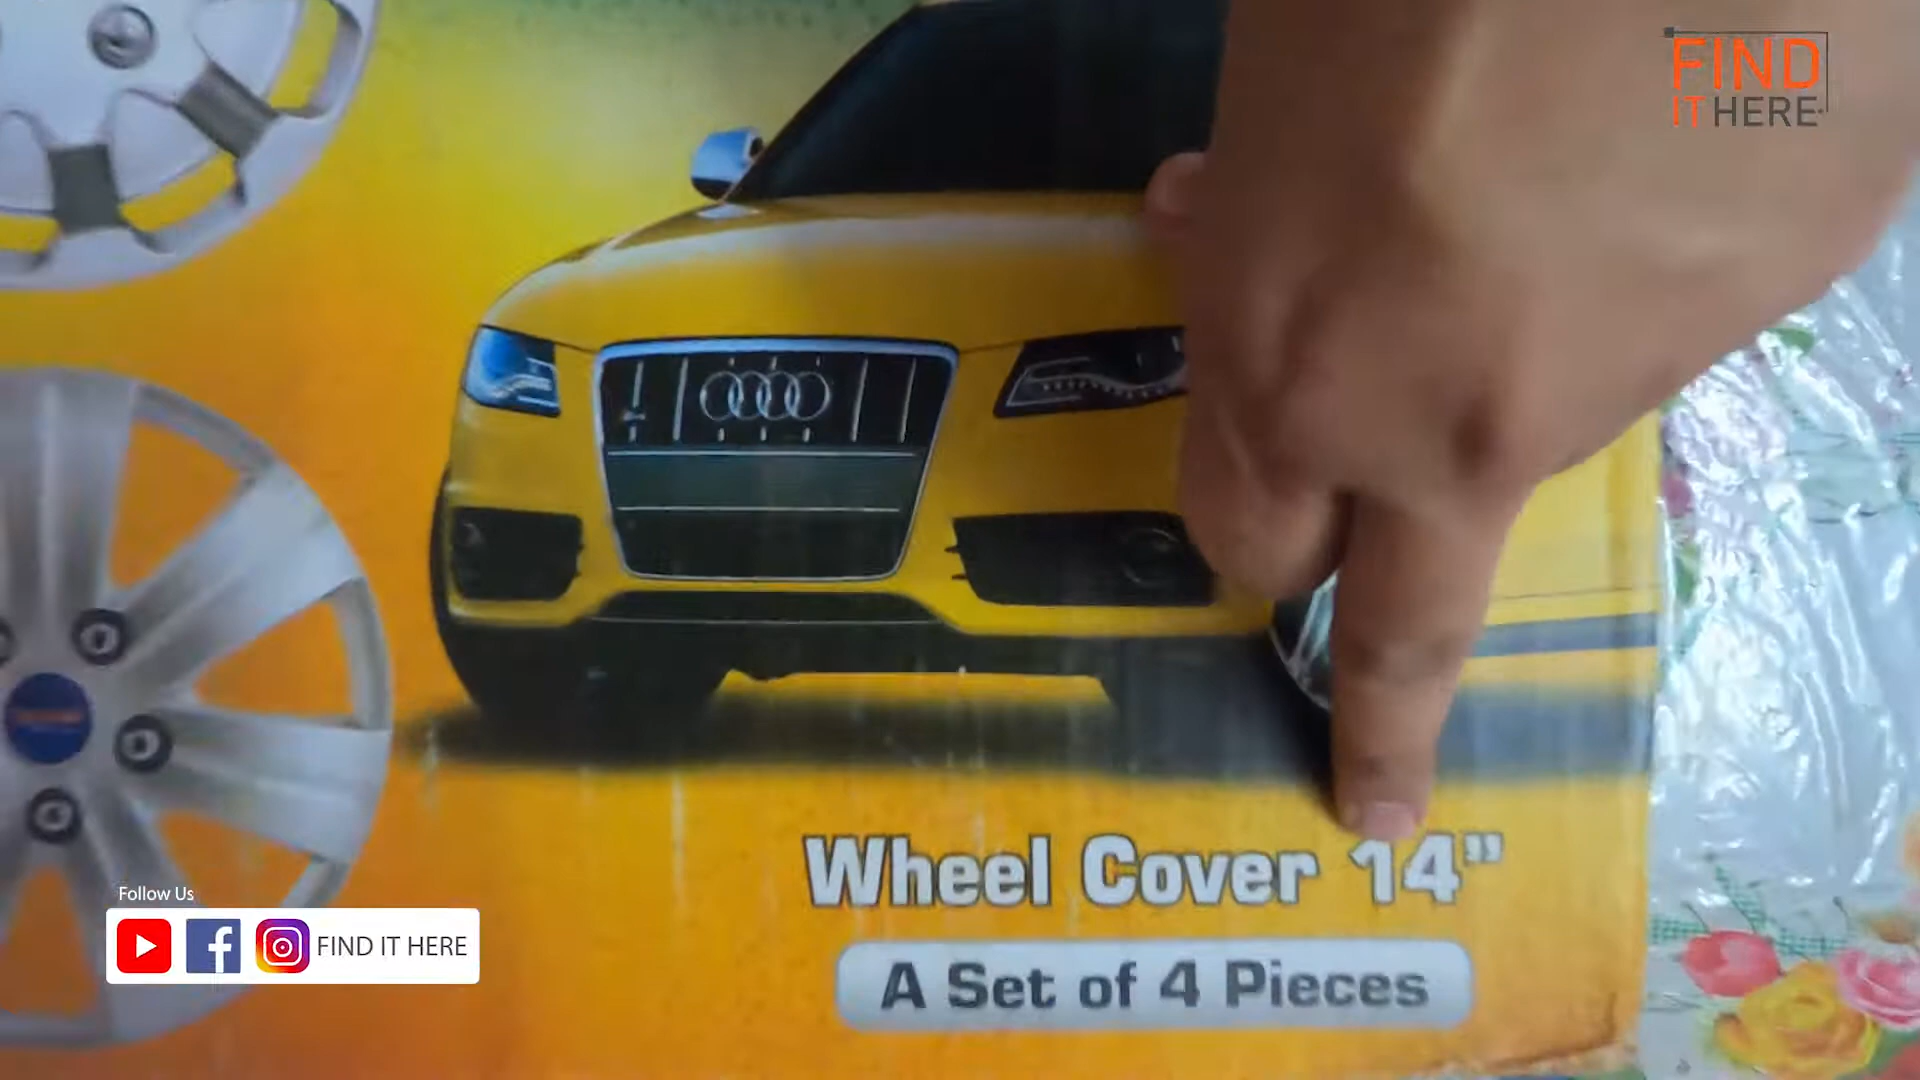 FIND
IT HERE
Wheel Cover 14”
A Set of 4 Pieces
Follow Us
FIND IT HERE